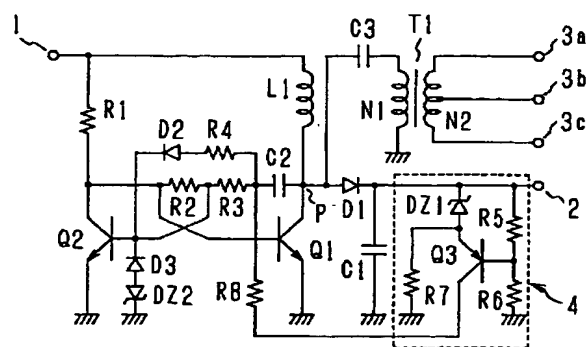 1
T1
3a
C3
3b
L1
N1
N2
3c
R1
D2
R4
C2
R2
R3
P
D1
2
DZ1
R5
Q2
Q1
Q3
D3
C1
R8
R7
R6
4
DZ2